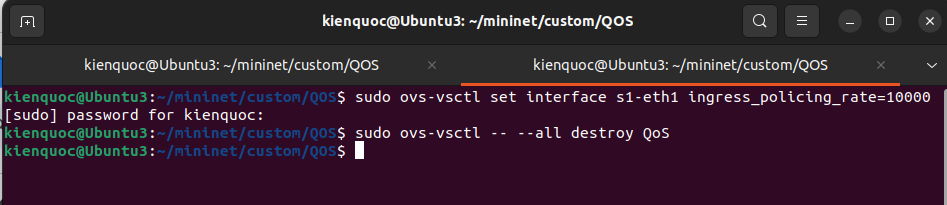 kienquoc@Ubuntu3: ~/mininet/custom/QOS
kienquoc@Ubuntu3: ~/mininet/custom/QOS
kienquoc@Ubuntu3: ~/mininet/custom/QOS
kienquoc@Ubuntu3:~/mininet/custom/QOS$ sudo ovs-vsctl set interface s1-eth1 ingress_policing_rate=10000
[sudo] password for kienquoc:
kienquoc@Ubuntu3:~/mininet/custom/QOS$ sudo ovs-vsctl -- --all destroy QoS
kienquoc@Ubuntu3:~/mininet/custom/QOS$